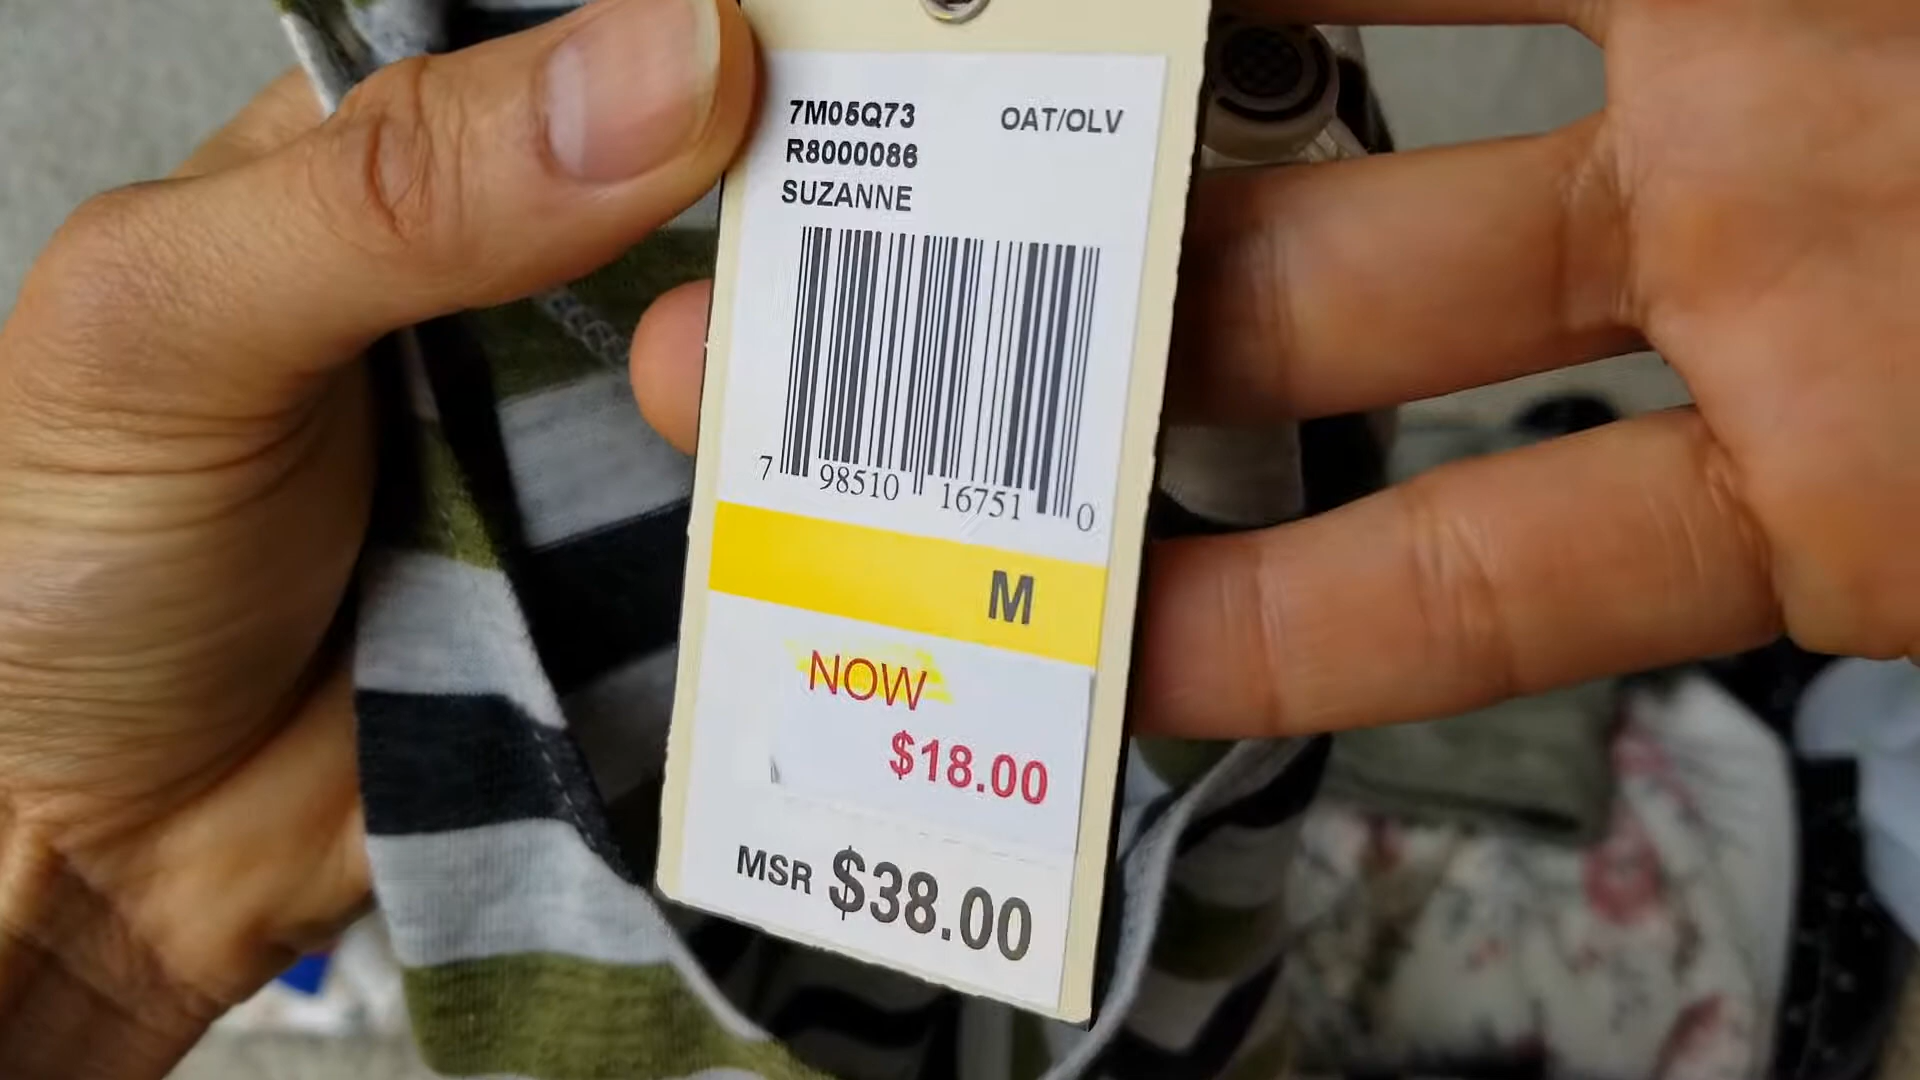 7M05Q73 OAT/OLV
R8000086
SUZANNE
7 98510 16751 0
M
NOW
$18.00
MSR $38.00